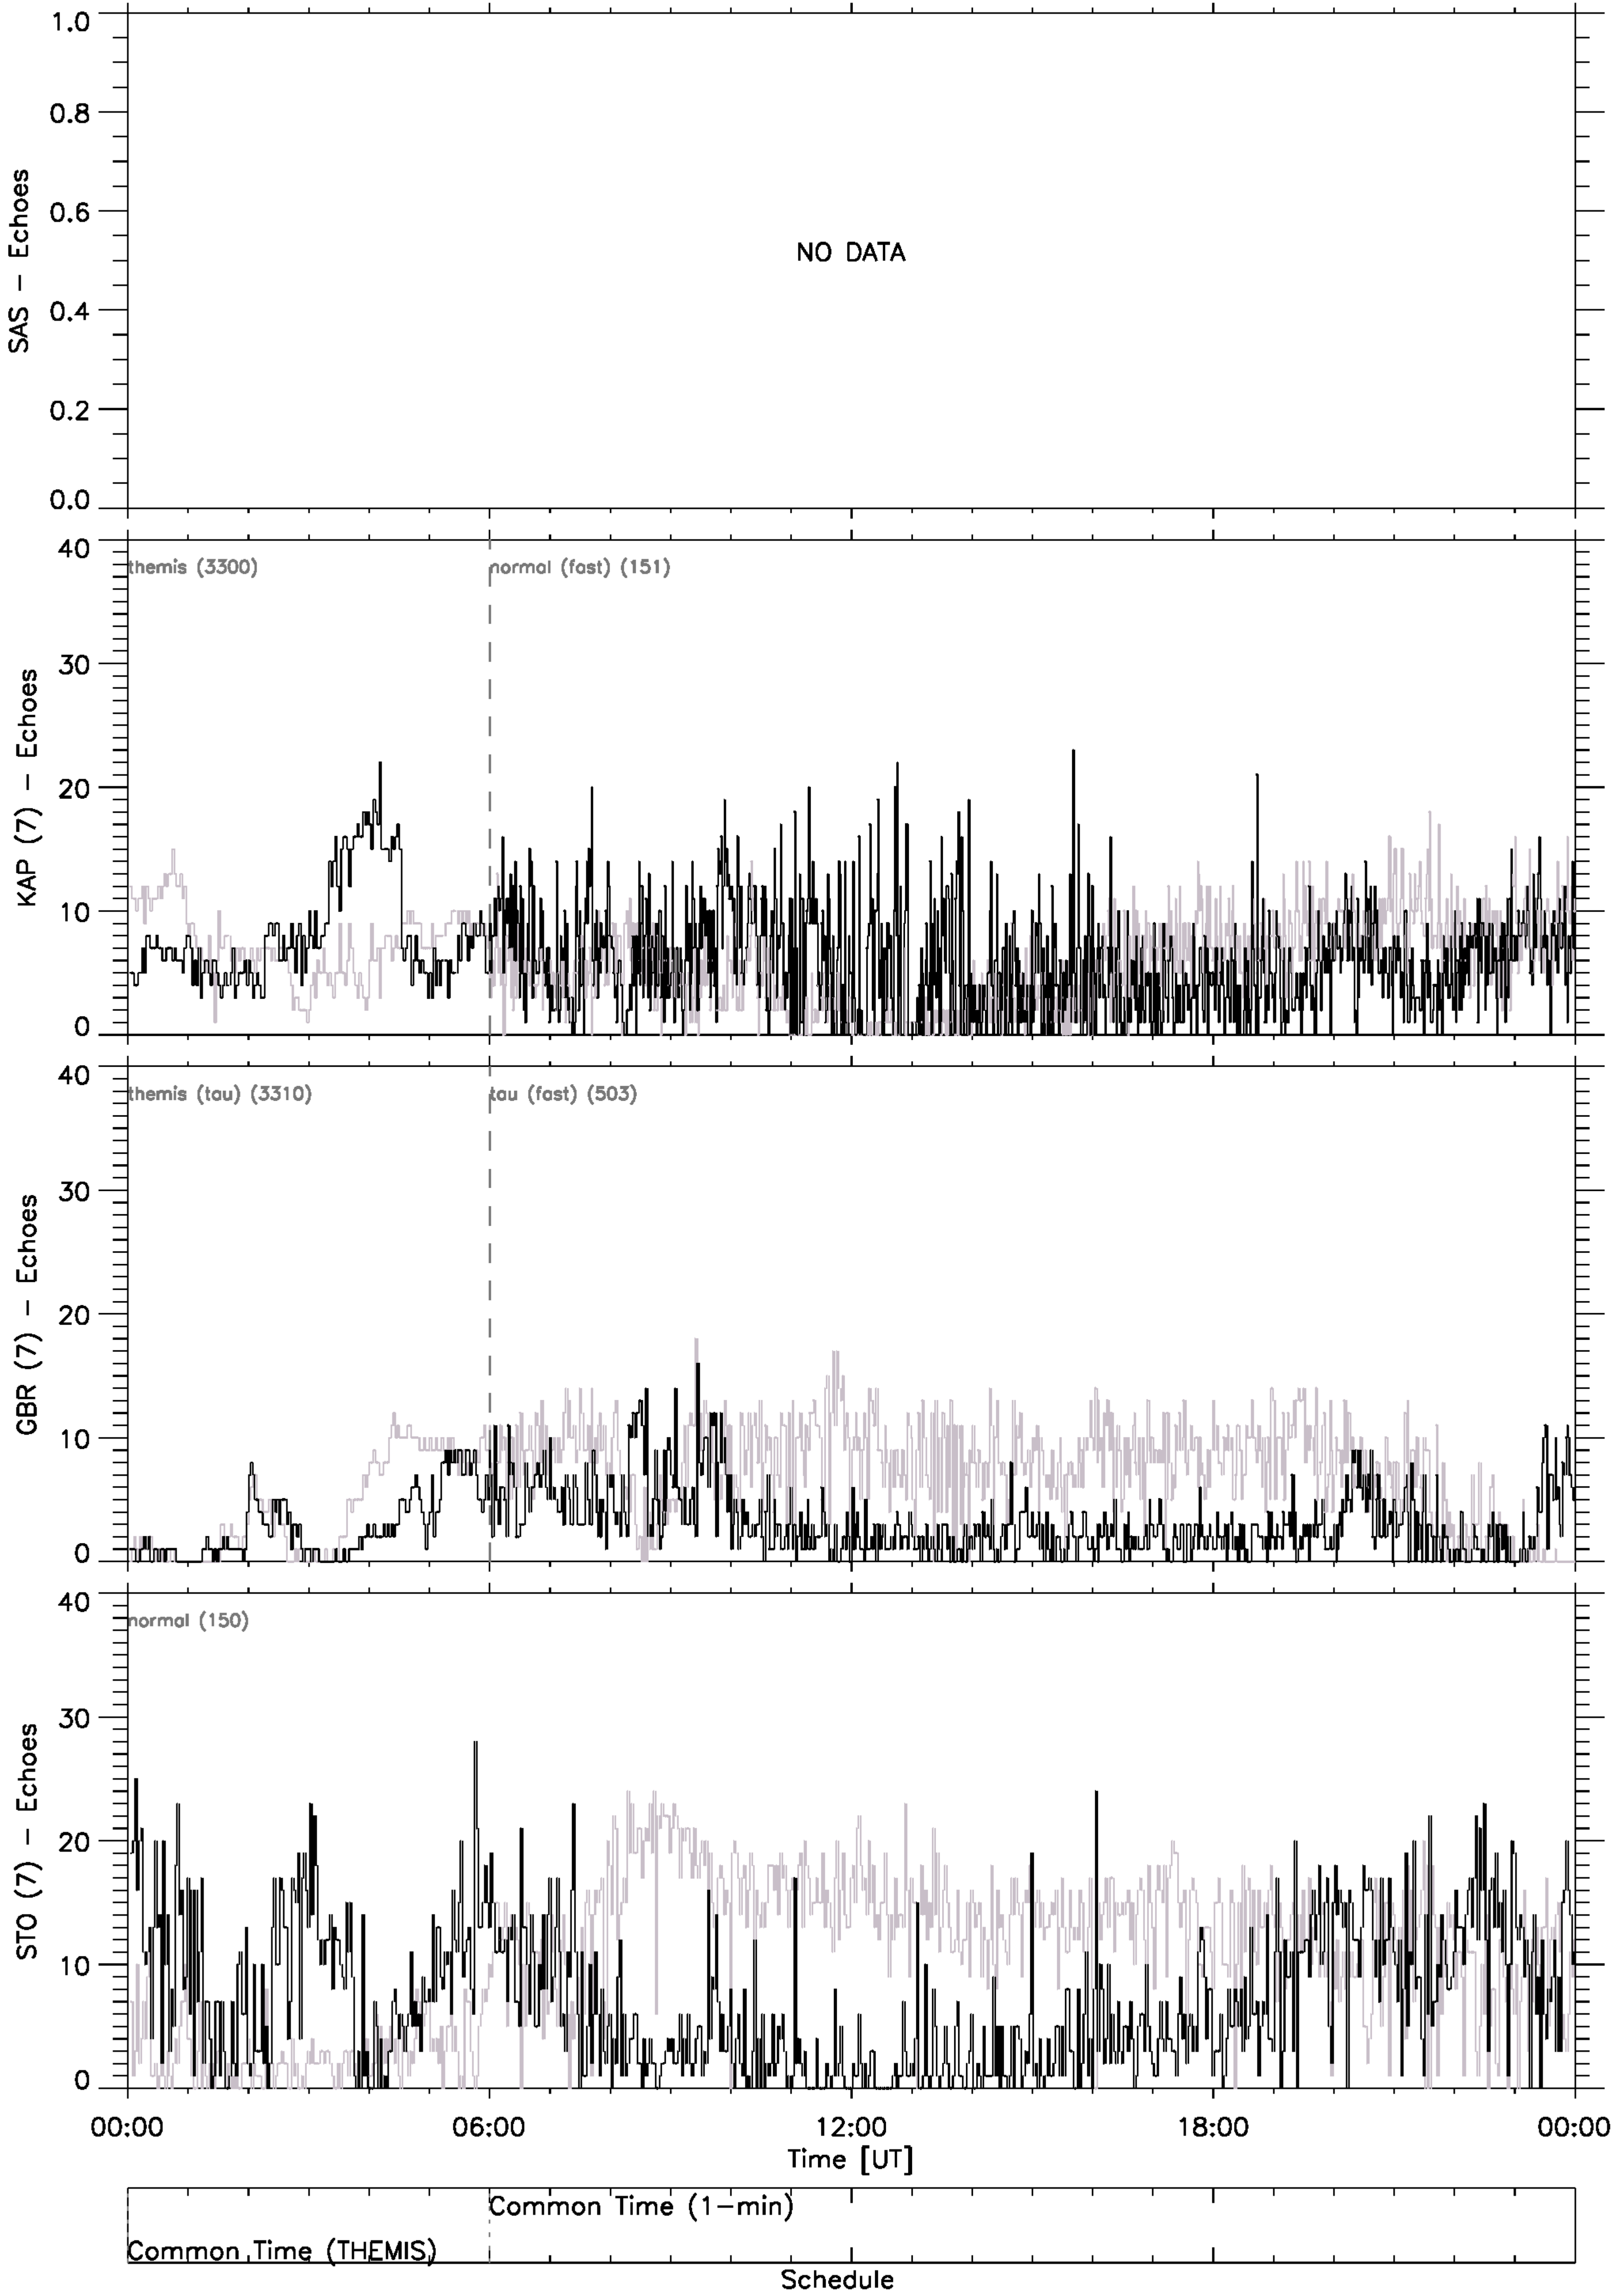 1.0
0.8
0.6
0.4
0.2
0.0
SAS – Echoes
NO DATA
40
30
20
10
0
KAP (7) – Echoes
themis (3300)
normal (fast) (151)
40
30
20
10
0
GBR (7) – Echoes
themis (tau) (3310)
tau (fast) (503)
40
30
20
10
0
STO (7) – Echoes
normal (150)
00:00 06:00 12:00 18:00 00:00
Time [UT]
Common Time (1–min)
Common Time (THEMIS)
Schedule